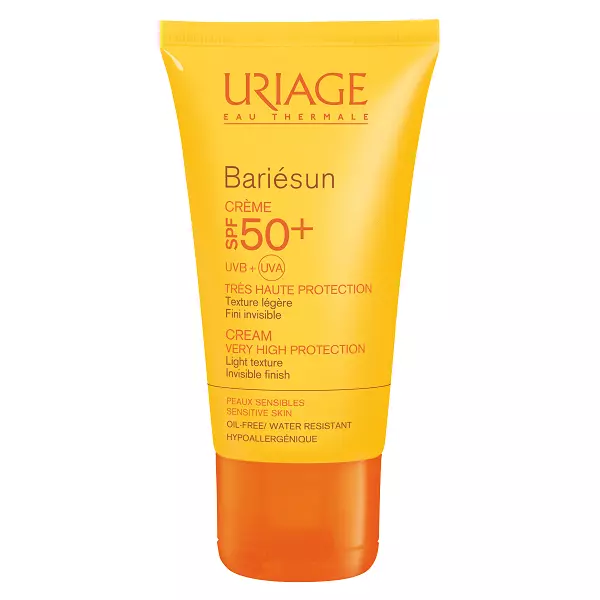 URIAGE
EAU THERMALE
Bariésun
CRÈME
SPF 50+
UVB + UVA
TRÈS HAUTE PROTECTION
Texture légère
Fini invisible
CREAM
VERY HIGH PROTECTION
Light texture
Invisible finish
PEAUX SENSIBLES
SENSITIVE SKIN
OIL-FREE/ WATER RESISTANT
HYPOALLERGÉNIQUE